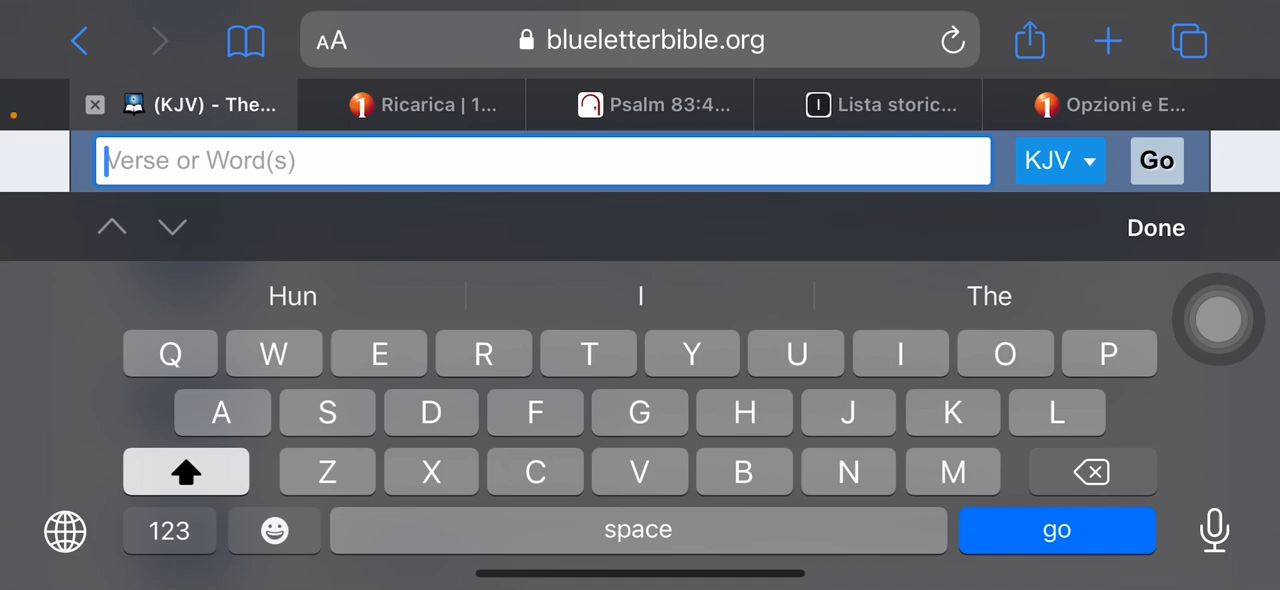 AA blueletterbible.org
(KJV) - The... Ricarica | 1... Psalm 83:4... Lista storic... Opzioni e E...
Verse or Word(s) KJV Go
Done
Hun I The
Q W E R T Y U I O P
A S D F G H J K L
Z X C V B N M
123 space go